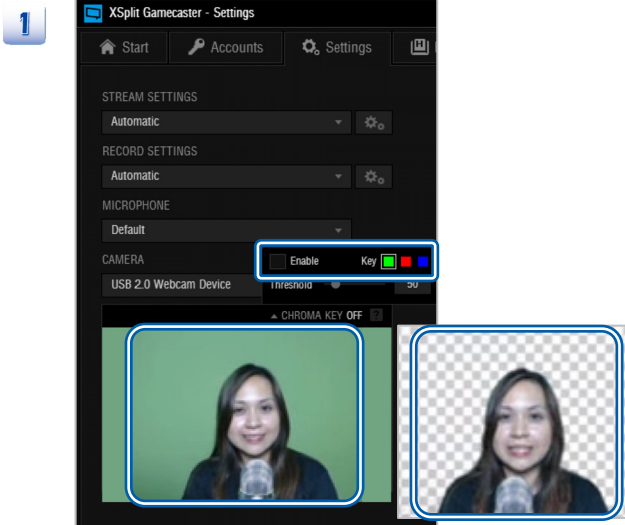 1
XSplit Gamecaster - Settings
Start Accounts Settings
STREAM SETTINGS
Automatic
RECORD SETTINGS
Automatic
MICROPHONE
Default
CAMERA
Enable Key
USB 2.0 Webcam Device Threshold 50
CHROMA KEY OFF ?